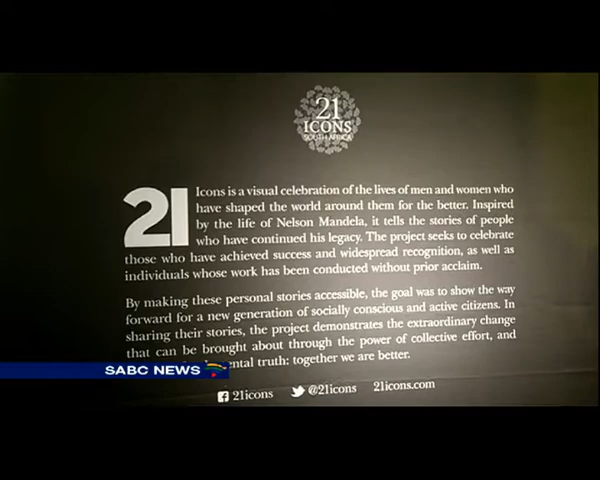 21
ICONS
SOUTH AFRICA
21 Icons is a visual celebration of the lives of men and women who
have shaped the world around them for the better. Inspired
by the life of Nelson Mandela, it tells the stories of people
who have continued his legacy. The project seeks to celebrate
those who have achieved success and widespread recognition, as well as
individuals whose work has been conducted without prior acclaim.
By making these personal stories accessible, the goal was to show the way
forward for a new generation of socially conscious and active citizens. In
sharing their stories, the project demonstrates the extraordinary change
that can be brought about through the power of collective effort, and
truth: together we are better.
SABC NEWS
21icons @21icons 21icons.com